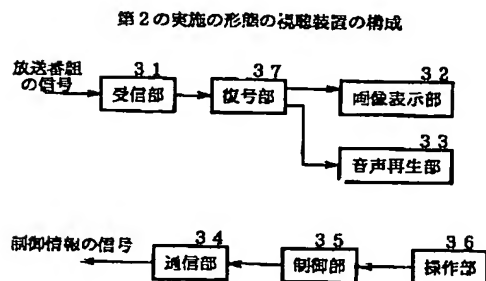 第2の実施の形態の視聴装置の構成
放送番組
の信号
31
受信部
37
復号部
32
画像表示部
33
音声再生部
制御情報の信号
34
通信部
35
制御部
36
操作部